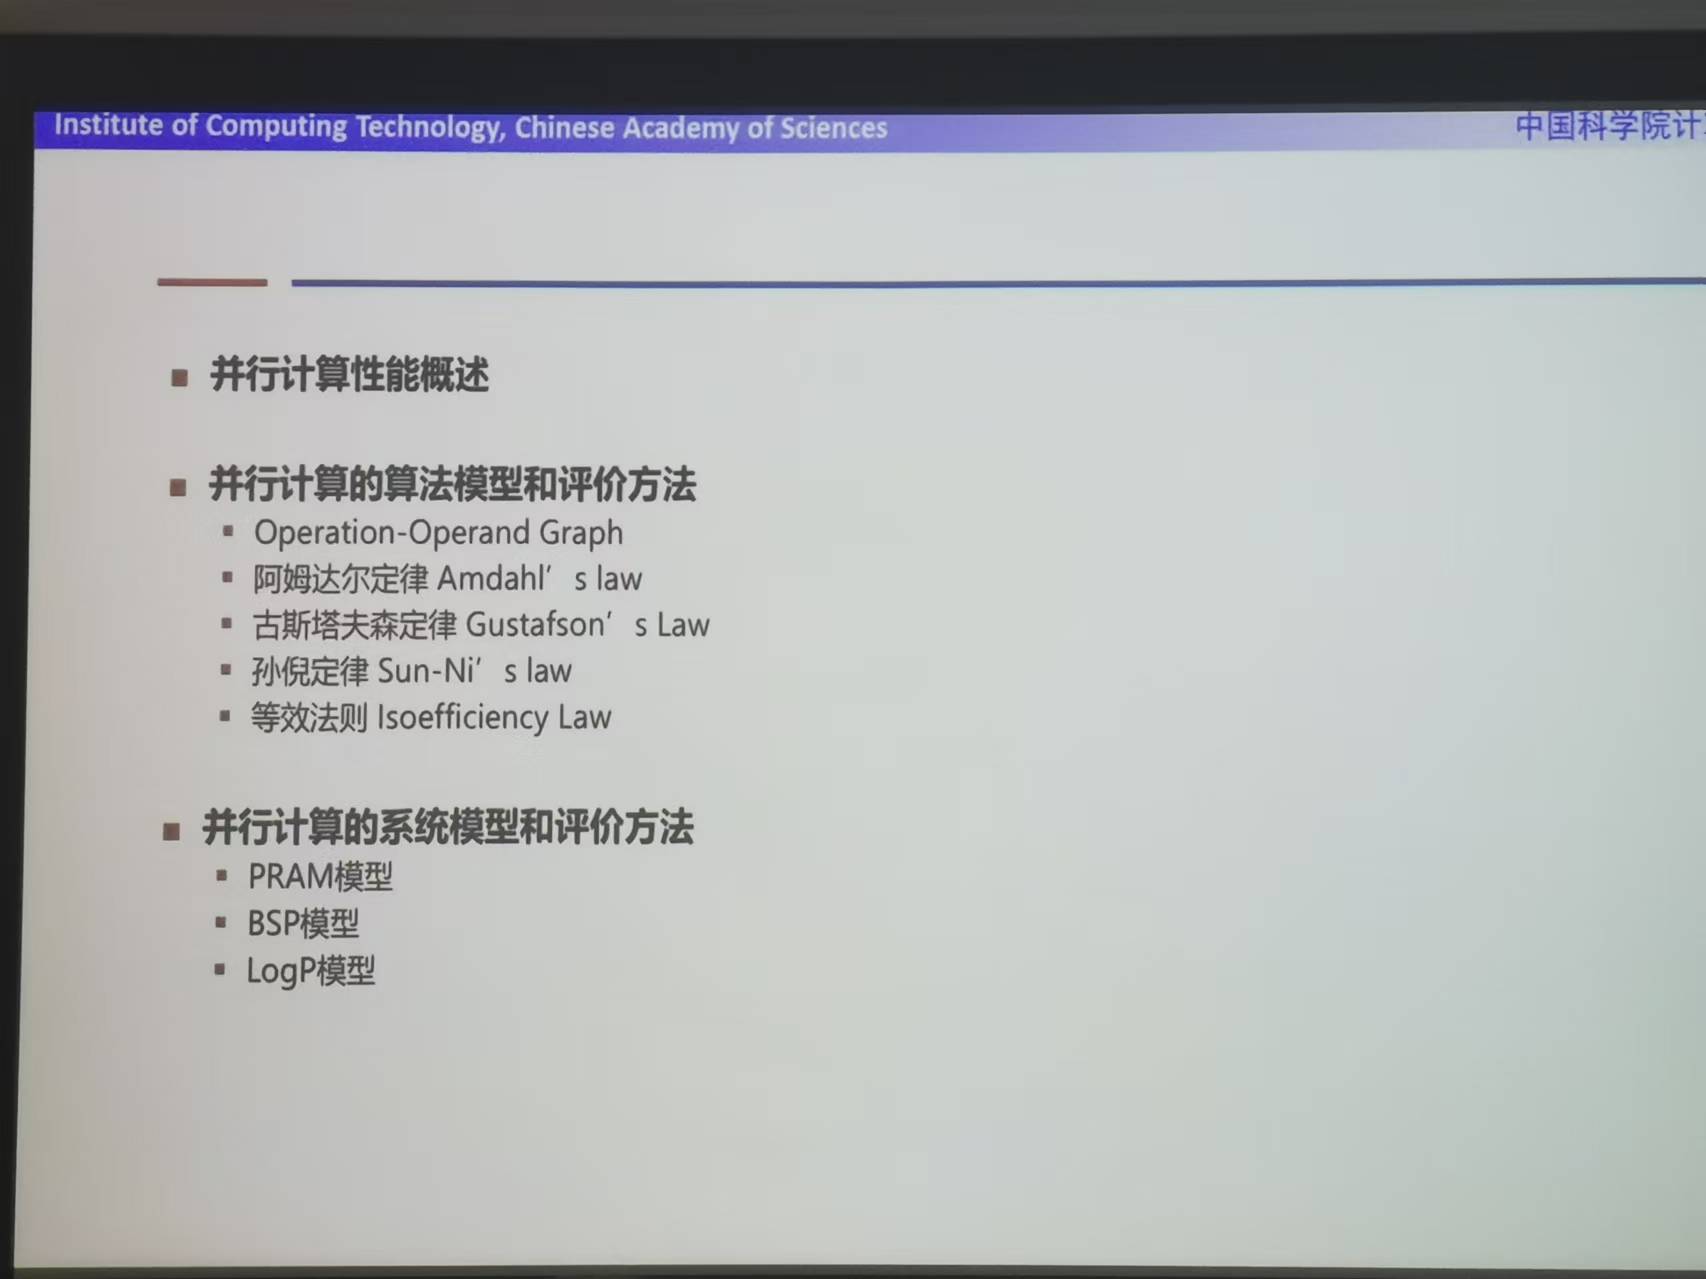 Institute of Computing Technology, Chinese Academy of Sciences
中国科学院计
并行计算性能概述
并行计算的算法模型和评价方法
Operation-Operand Graph
阿姆达尔定律 Amdahl’s law
古斯塔夫森定律 Gustafson’s Law
孙倪定律 Sun-Ni’s law
等效法则 Isoefficiency Law
并行计算的系统模型和评价方法
PRAM模型
BSP模型
LogP模型